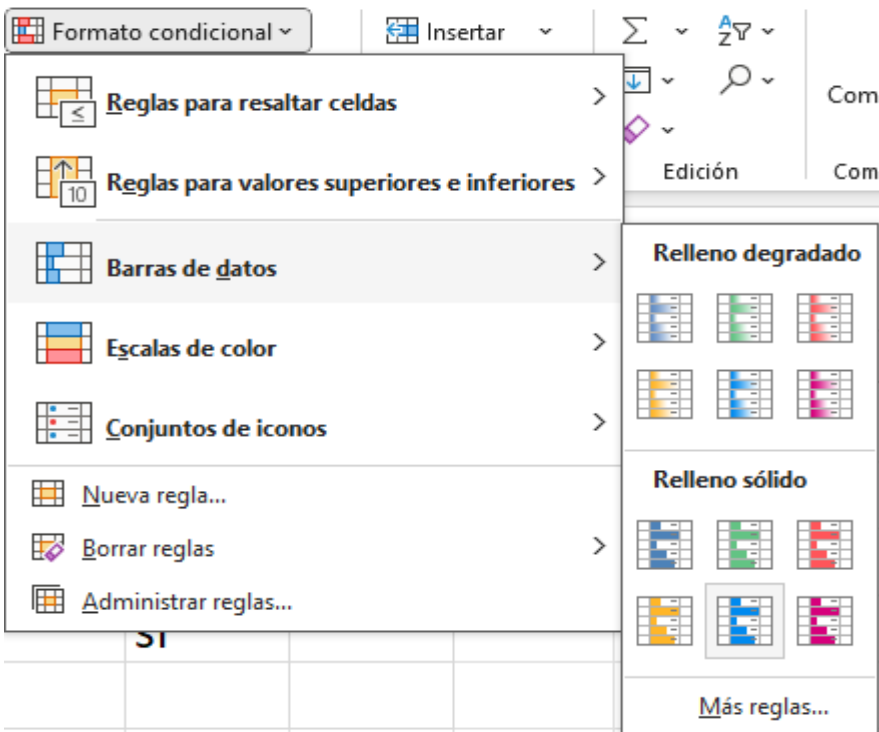 Formato condicional
Insertar
Reglas para resaltar celdas
Com
10
Reglas para valores superiores e inferiores
Edición
Com
Barras de datos
Relleno degradado
Escalas de color
Conjuntos de iconos
Relleno sólido
Nueva regla...
Borrar reglas
Administrar reglas...
Más reglas...